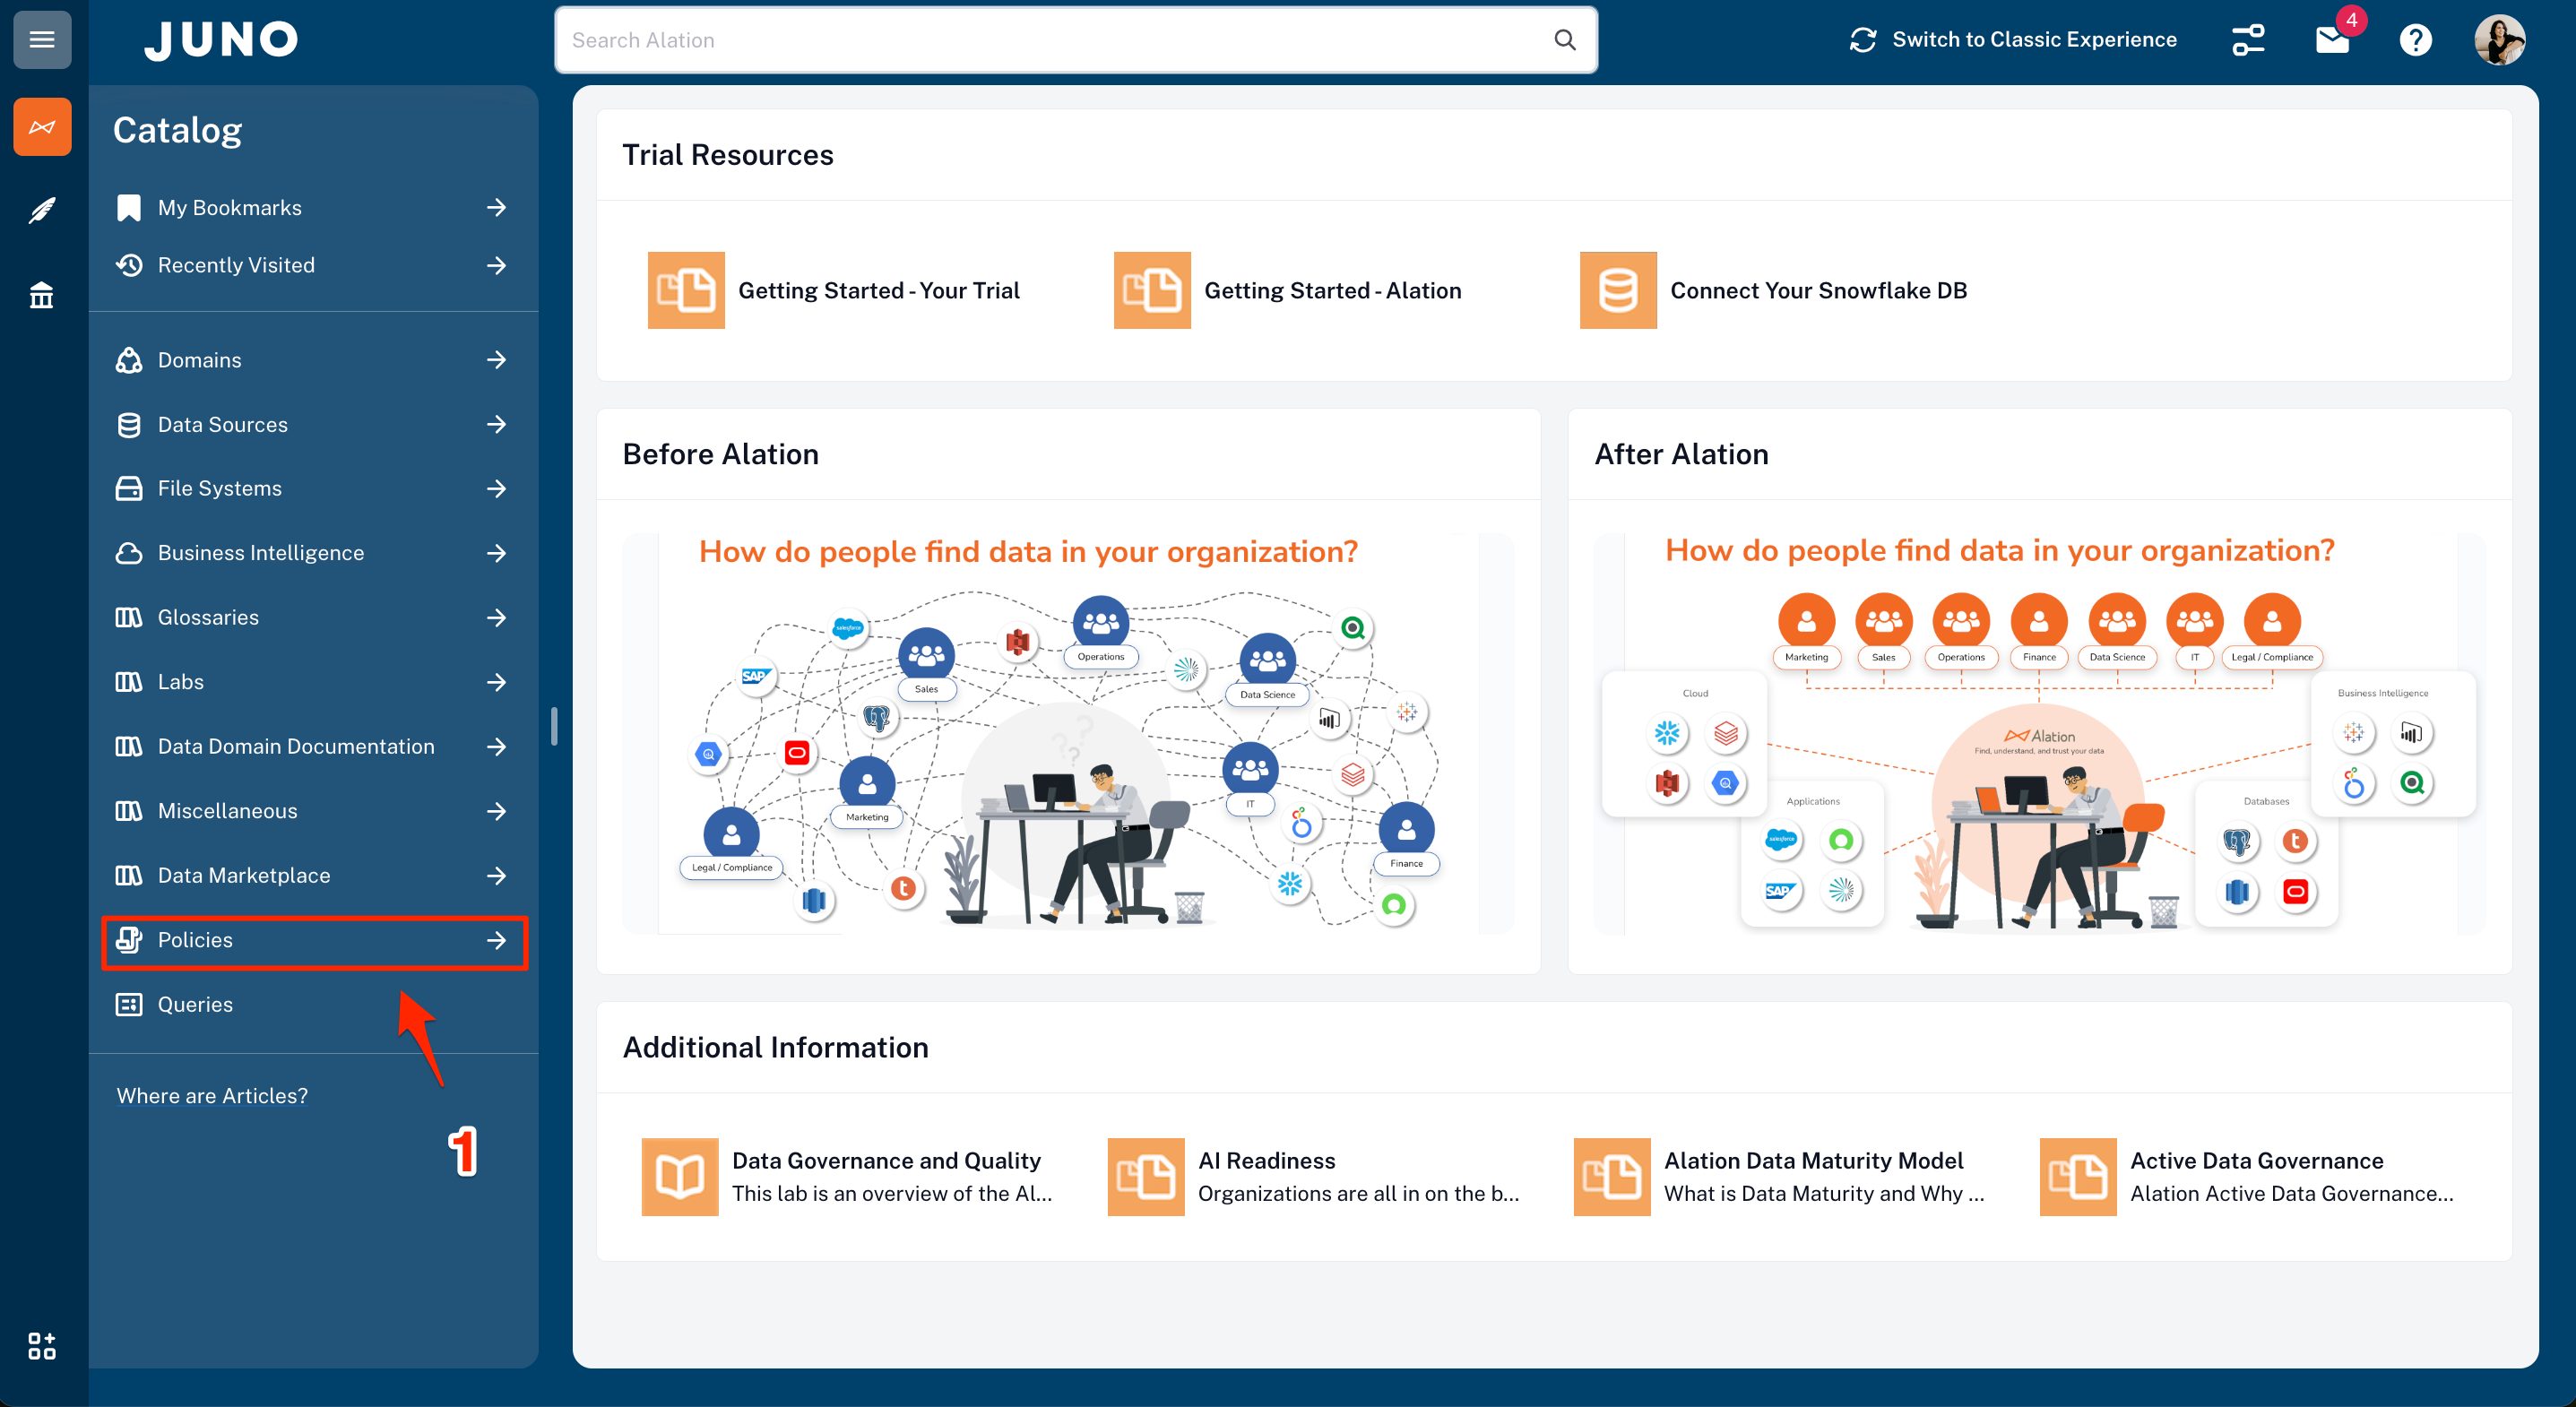 JUNO
Search Alation
Switch to Classic Experience
4
Catalog
My Bookmarks
Recently Visited
Domains
Data Sources
File Systems
Business Intelligence
Glossaries
Labs
Data Domain Documentation
Miscellaneous
Data Marketplace
Policies
Queries
Where are Articles?
1
Trial Resources
Getting Started - Your Trial
Getting Started - Alation
Connect Your Snowflake DB
Before Alation
How do people find data in your organization?
salesforce
Operations
SAP
Sales
Data Science
???
Marketing
IT
Legal / Compliance
Finance
t
After Alation
How do people find data in your organization?
Marketing
Sales
Operations
Finance
Data Science
IT
Legal / Compliance
Cloud
Business Intelligence
Alation
Find, understand, and trust your data
Applications
Databases
salesforce
t
SAP
Additional Information
Data Governance and Quality
This lab is an overview of the Al...
AI Readiness
Organizations are all in on the b...
Alation Data Maturity Model
What is Data Maturity and Why ...
Active Data Governance
Alation Active Data Governance...